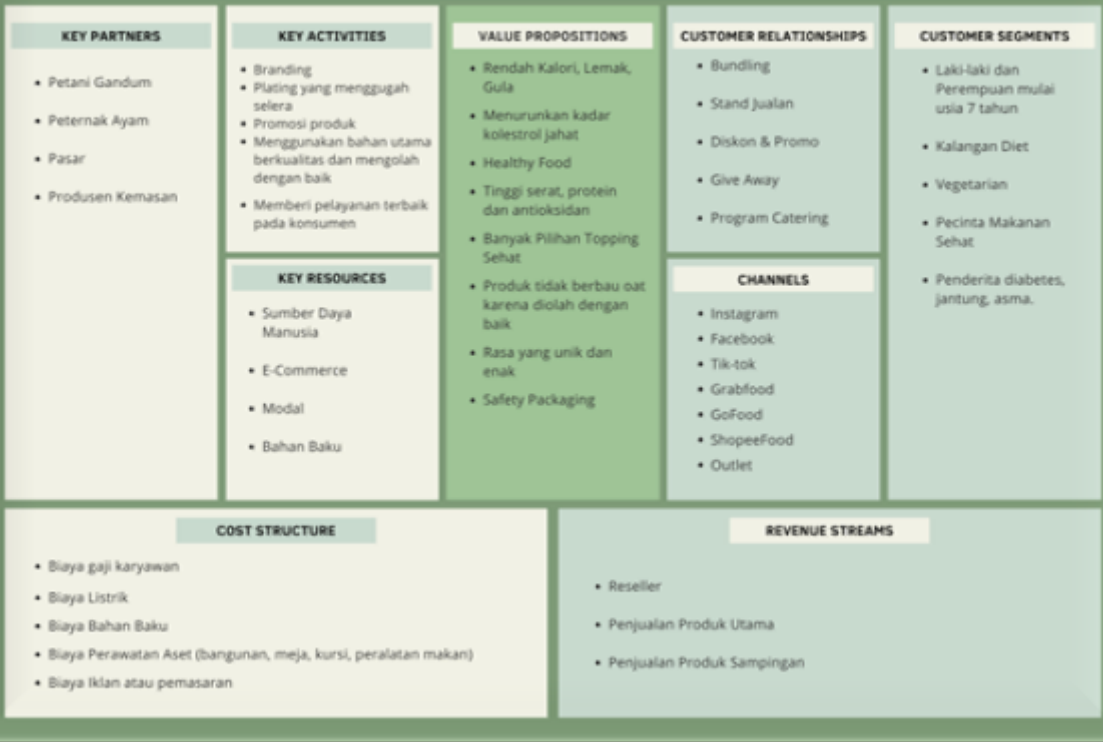 KEY PARTNERS
• Petani Gandum
• Peternak Ayam
• Pasar
• Produsen Kemasan
KEY ACTIVITIES
• Branding
• Plating yang menggugah
selera
• Promosi produk
• Menggunakan bahan utama
berkualitas dan mengolah
dengan baik
• Memberi pelayanan terbaik
pada konsumen
KEY RESOURCES
• Sumber Daya
Manusia
• E-Commerce
• Modal
• Bahan Baku
VALUE PROPOSITIONS
• Rendah Kalori, Lemak,
Gula
• Menurunkan kadar
kolestrol jahat
• Healthy Food
• Tinggi serat, protein
dan antioksidan
• Banyak Pilihan Topping
Sehat
• Produk tidak berbau oat
karena diolah dengan
baik
• Rasa yang unik dan
enak
• Safety Packaging
CUSTOMER RELATIONSHIPS
• Bundling
• Stand Jualan
• Diskon & Promo
• Give Away
• Program Catering
CHANNELS
• Instagram
• Facebook
• Tik-tok
• Grabfood
• GoFood
• ShopeeFood
• Outlet
CUSTOMER SEGMENTS
• Laki-laki dan
Perempuan mulai
usia 7 tahun
• Kalangan Diet
• Vegetarian
• Pecinta Makanan
Sehat
• Penderita diabetes,
jantung, asma.
COST STRUCTURE
• Biaya gaji karyawan
• Biaya Listrik
• Biaya Bahan Baku
• Biaya Perawatan Aset (bangunan, meja, kursi, peralatan makan)
• Biaya Iklan atau pemasaran
REVENUE STREAMS
• Reseller
• Penjualan Produk Utama
• Penjualan Produk Sampingan